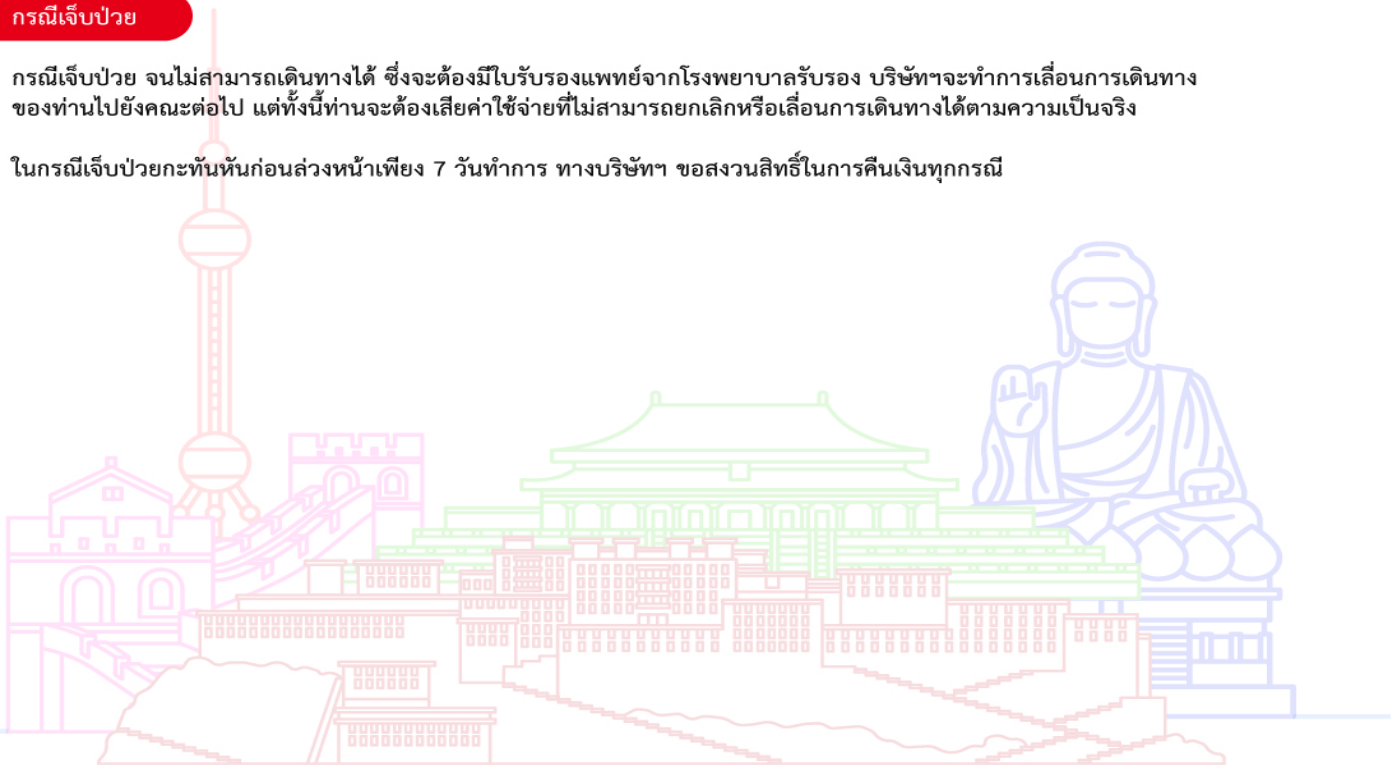 กรณีเจ็บป่วย
กรณีเจ็บป่วย จนไม่สามารถเดินทางได้ ซึ่งจะต้องมีใบรับรองแพทย์จากโรงพยาบาลรับรอง บริษัทฯจะทำการเลื่อนการเดินทาง
ของท่านไปยังคณะต่อไป แต่ทั้งนี้ท่านจะต้องเสียค่าใช้จ่ายที่ไม่สามารถยกเลิกหรือเลื่อนการเดินทางได้ตามความเป็นจริง
ในกรณีเจ็บป่วยกะทันหันก่อนล่วงหน้าเพียง 7 วันทำการ ทางบริษัทฯ ขอสงวนสิทธิ์ในการคืนเงินทุกกรณี